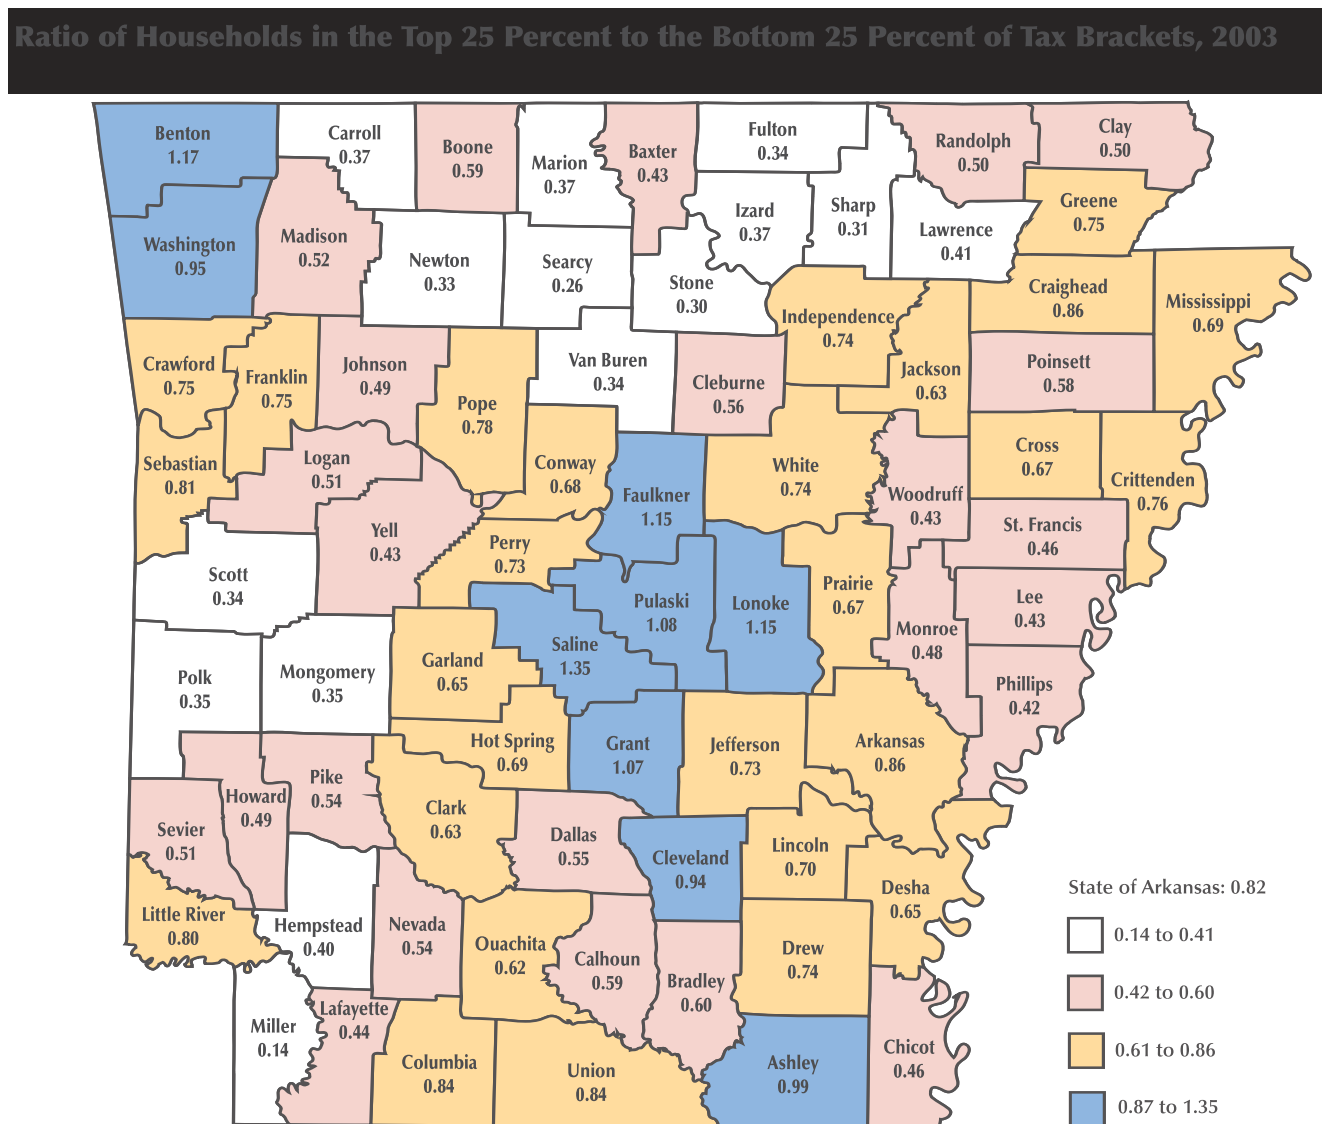 Ratio of Households in the Top 25 Percent to the Bottom 25 Percent of Tax Brackets, 2003
Benton
1.17
Carroll
0.37
Boone
0.59
Marion
0.37
Baxter
0.43
Fulton
0.34
Randolph
0.50
Clay
0.50
Washington
0.95
Madison
0.52
Newton
0.33
Searcy
0.26
Stone
0.30
Izard
0.37
Sharp
0.31
Lawrence
0.41
Greene
0.75
Craighead
0.86
Mississippi
0.69
Crawford
0.75
Franklin
0.75
Johnson
0.49
Pope
0.78
Van Buren
0.34
Cleburne
0.56
Independence
0.74
Jackson
0.63
Poinsett
0.58
Sebastian
0.81
Logan
0.51
Conway
0.68
Faulkner
1.15
White
0.74
Woodruff
0.43
Cross
0.67
Crittenden
0.76
Yell
0.43
Perry
0.73
St. Francis
0.46
Scott
0.34
Pulaski
1.08
Lonoke
1.15
Prairie
0.67
Lee
0.43
Monroe
0.48
Saline
1.35
Garland
0.65
Polk
0.35
Mongomery
0.35
Phillips
0.42
Hot Spring
0.69
Grant
1.07
Jefferson
0.73
Arkansas
0.86
Pike
0.54
Howard
0.49
Clark
0.63
Sevier
0.51
Dallas
0.55
Cleveland
0.94
Lincoln
0.70
Desha
0.65
Little River
0.80
Hempstead
0.40
Nevada
0.54
Ouachita
0.62
Calhoun
0.59
Bradley
0.60
Drew
0.74
Miller
0.14
Lafayette
0.44
Columbia
0.84
Union
0.84
Ashley
0.99
Chicot
0.46
State of Arkansas: 0.82
0.14 to 0.41
0.42 to 0.60
0.61 to 0.86
0.87 to 1.35